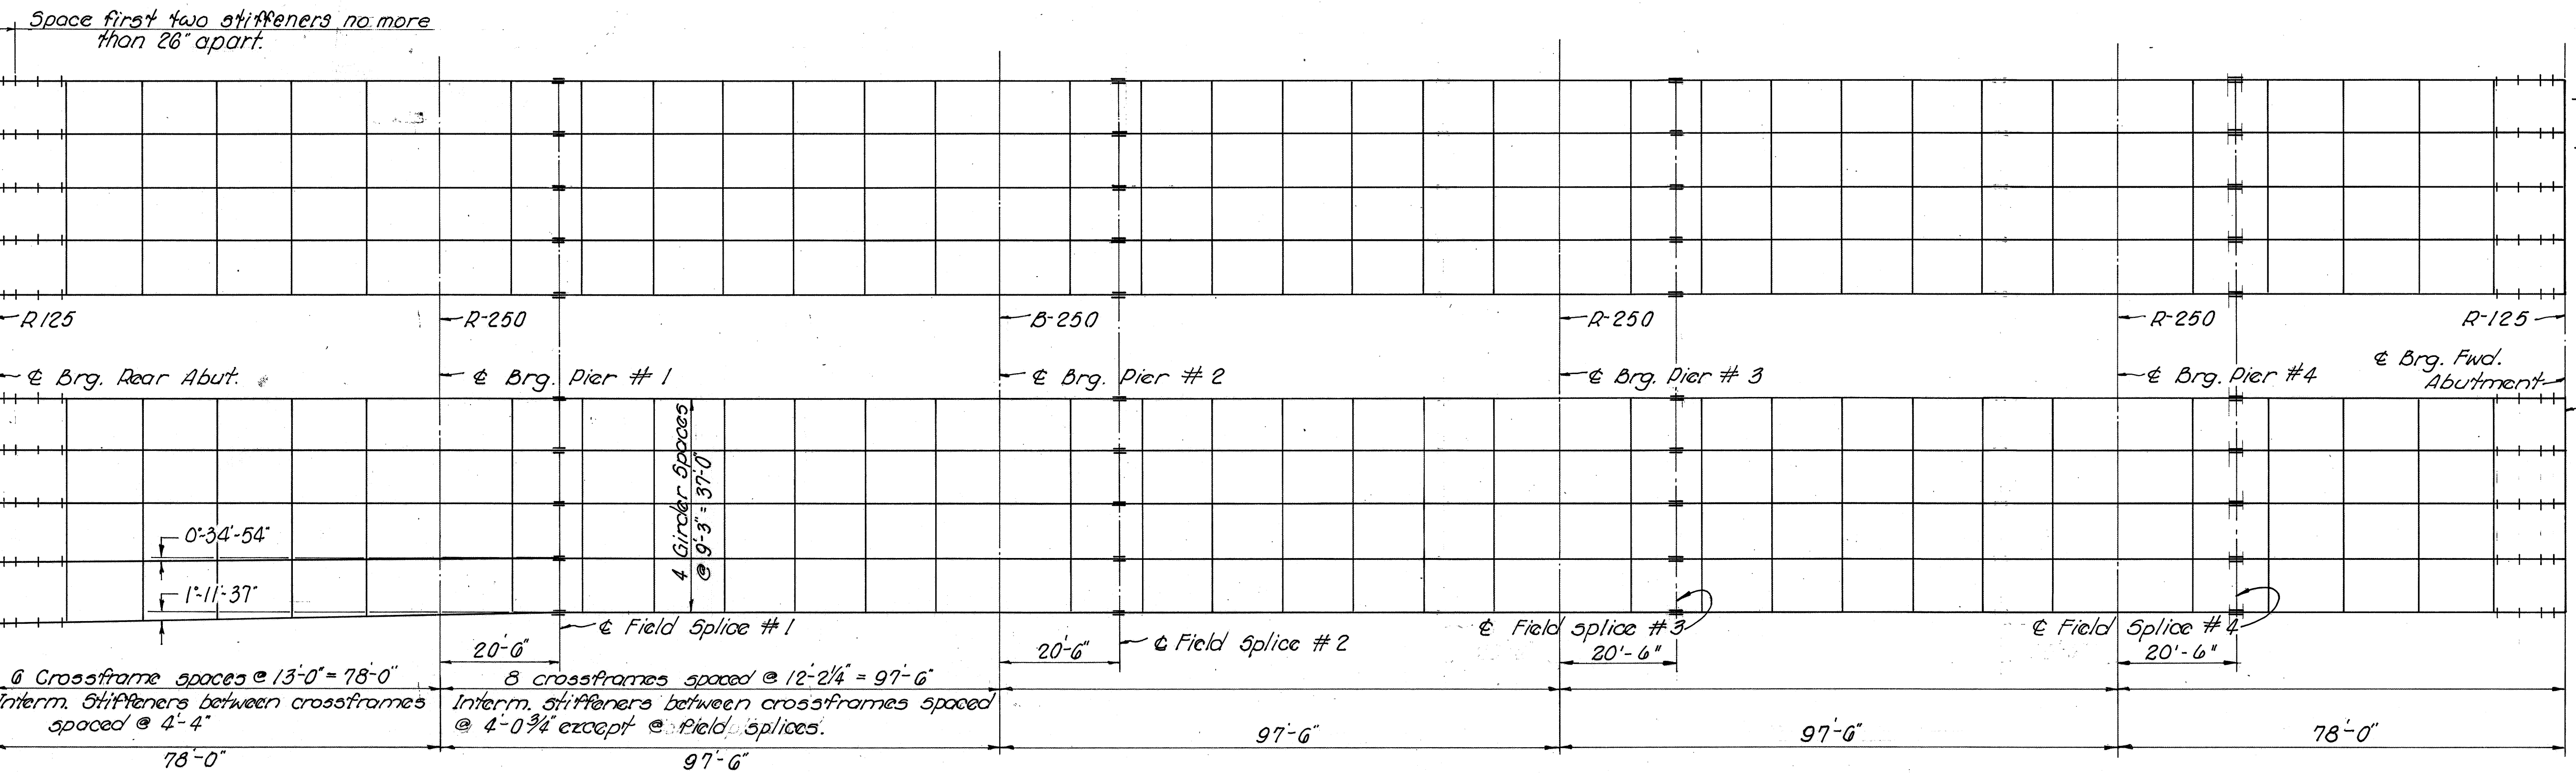 Space first two stiffeners no more
than 26" apart.
R125
R-250
B-250
R-250
R-250
R-125
℄ Brg. Rear Abut.
℄ Brg. Pier # 1
℄ Brg. Pier # 2
℄ Brg. Pier # 3
℄ Brg. Pier #4
℄ Brg. Fwd.
Abutment
4 Girder Spaces
@ 9'-3" = 37'-0"
0°-34'-54"
1°-11'-37"
℄ Field Splice # 1
℄ Field Splice # 2
℄ Field Splice #3
℄ Field Splice #4
20'-6"
20'-6"
20'-6"
20'-6"
6 Crossframe spaces @ 13'-0" = 78'-0"
8 crossframes spaced @ 12'-2¼" = 97'-6"
Interm. Stiffeners between crossframes
spaced @ 4'-4"
Interm. stiffeners between crossframes spaced
@ 4'-0¾" except @ field splices.
78'-0"
97'-6"
97'-6"
97'-6"
78'-0"